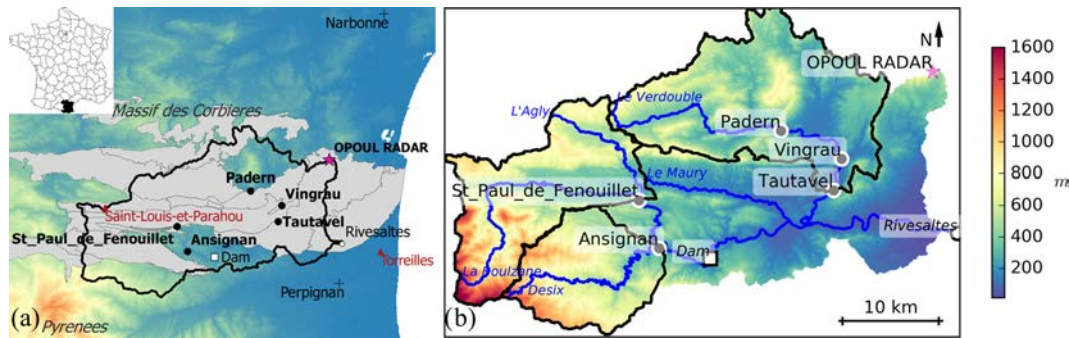 Narbonne
Massif des Corbieres
OPOUL RADAR
Padern
Vingrau
Saint-Louis-et-Parahou
Tautavel
St_Paul_de_Fenouillet
Ansignan
Rivesaltes
Dam
Torreilles
Perpignan
(a)
Pyrenees
N
OPOUL RADAR
Le Verdouble
L'Agly
Padern
Vingrau
Le Maury
Tautavel
St_Paul_de_Fenouillet
Rivesaltes
Ansignan
Dam
La Boulzane
Desix
(b)
10 km
1600
1400
1200
1000
800
600
400
200
m